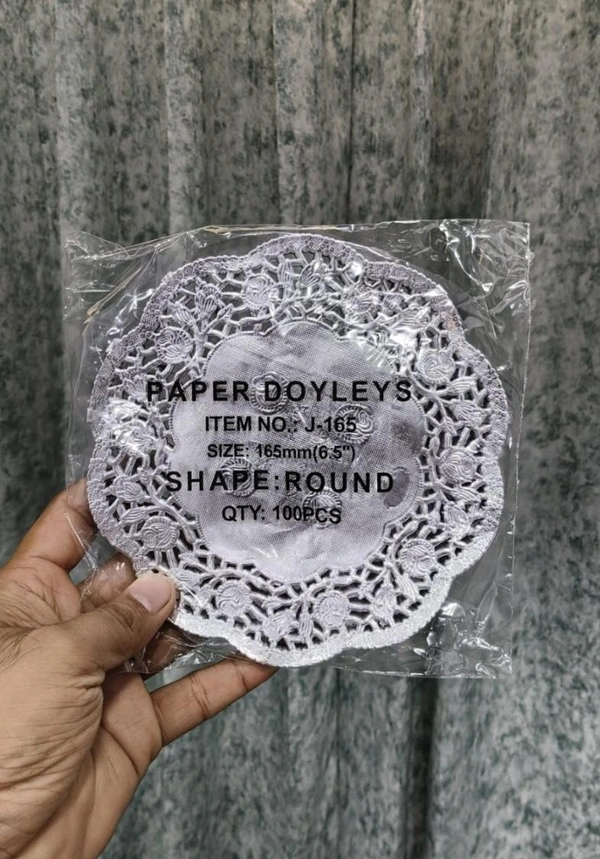 PAPER DOYLEYS
ITEM NO.: J-165
SIZE: 165mm(6.5")
SHAPE:ROUND
QTY: 100PCS